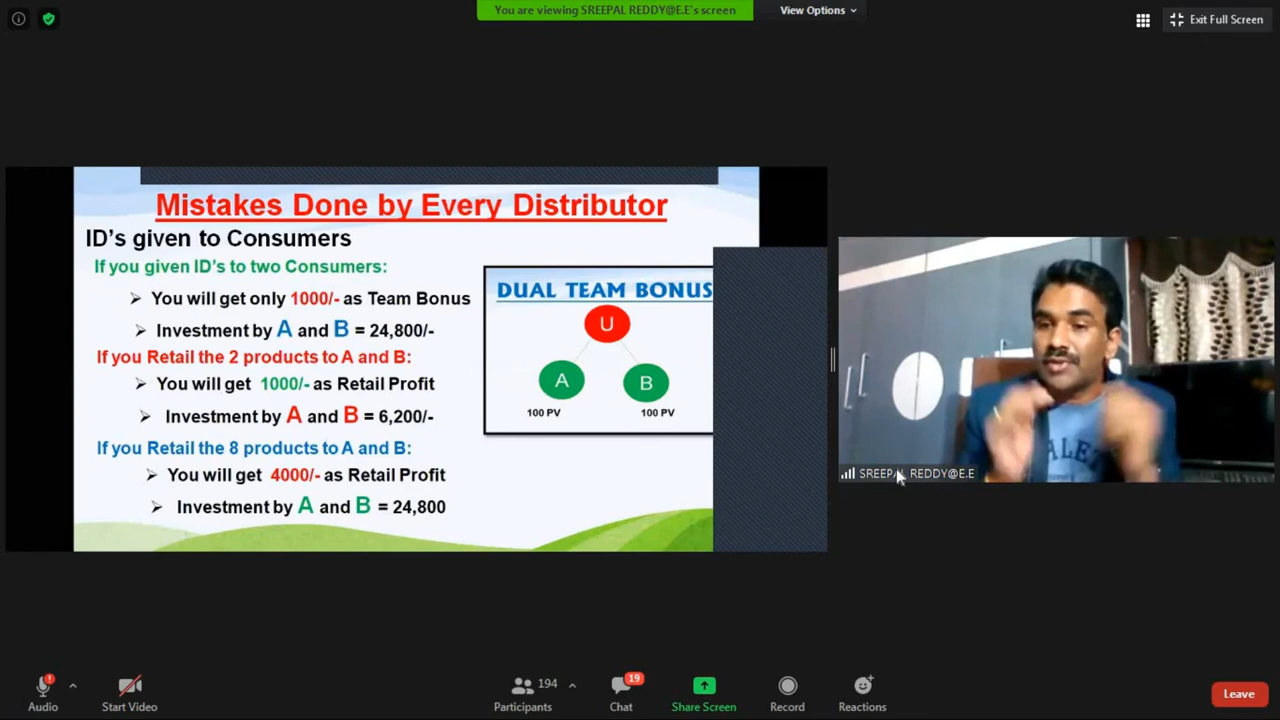 You are viewing SREEPAL REDDY@E.E's screen
View Options
Exit Full Screen
Mistakes Done by Every Distributor
ID's given to Consumers
If you given ID's to two Consumers:
You will get only 1000/- as Team Bonus
Investment by A and B = 24,800/-
If you Retail the 2 products to A and B:
You will get 1000/- as Retail Profit
Investment by A and B = 6,200/-
If you Retail the 8 products to A and B:
You will get 4000/- as Retail Profit
Investment by A and B = 24,800
DUAL TEAM BONUS
U
A
B
100 PV
100 PV
SREEPAL REDDY@E.E
Audio
Start Video
194
Participants
19
Chat
Share Screen
Record
Reactions
Leave